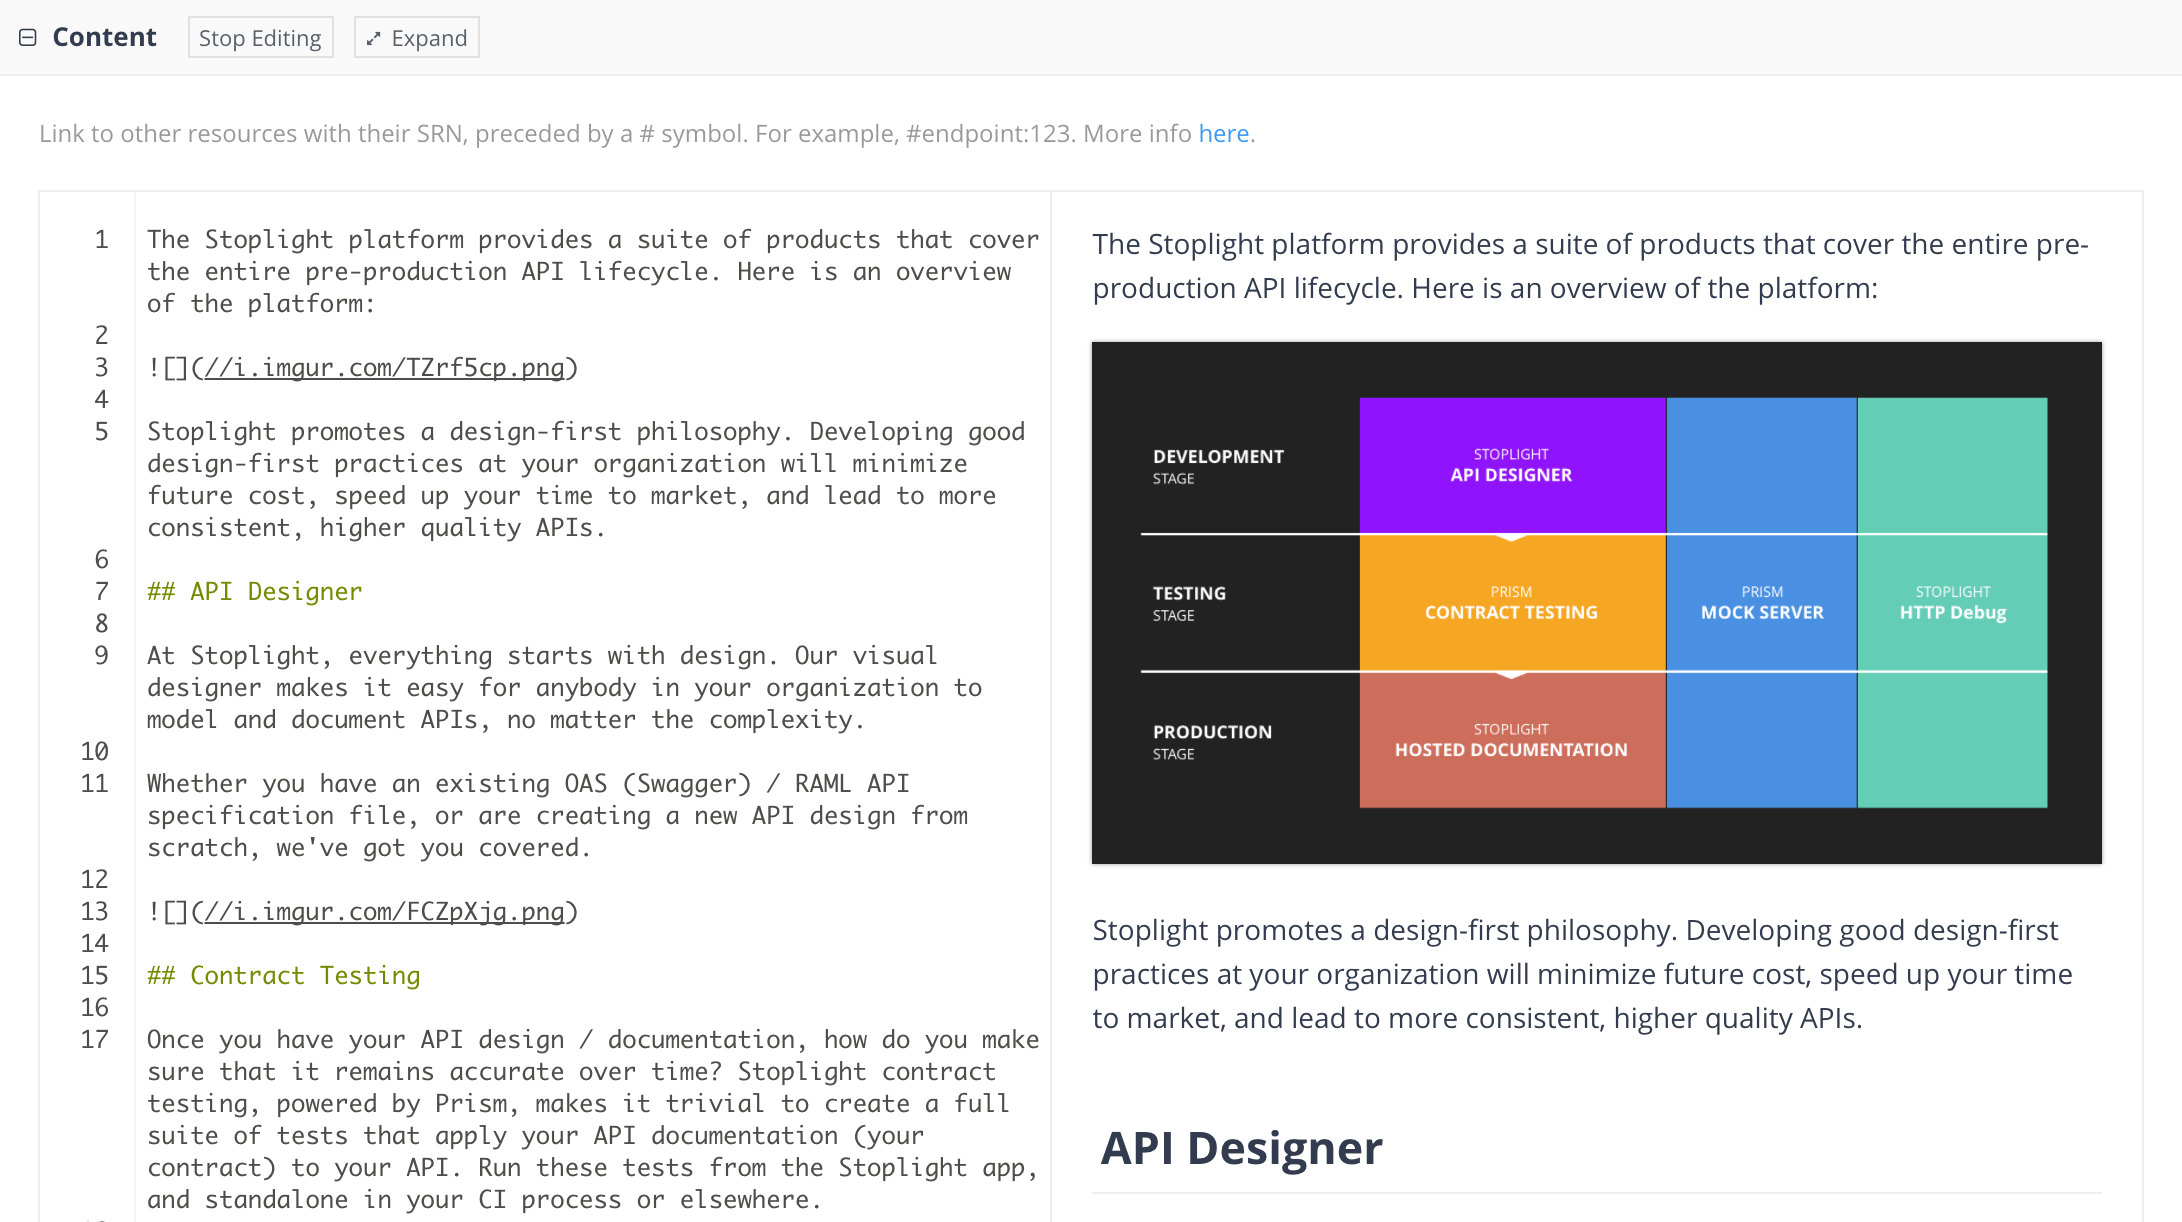 Content
Stop Editing
Expand
Link to other resources with their SRN, preceded by a # symbol. For example, #endpoint:123. More info here.
1 The Stoplight platform provides a suite of products that cover
the entire pre-production API lifecycle. Here is an overview
of the platform:
2
3 ![](//i.imgur.com/TZrf5cp.png)
4
5 Stoplight promotes a design-first philosophy. Developing good
design-first practices at your organization will minimize
future cost, speed up your time to market, and lead to more
consistent, higher quality APIs.
6
7 ## API Designer
8
9 At Stoplight, everything starts with design. Our visual
designer makes it easy for anybody in your organization to
model and document APIs, no matter the complexity.
10
11 Whether you have an existing OAS (Swagger) / RAML API
specification file, or are creating a new API design from
scratch, we've got you covered.
12
13 ![](//i.imgur.com/FCZpXjg.png)
14
15 ## Contract Testing
16
17 Once you have your API design / documentation, how do you make
sure that it remains accurate over time? Stoplight contract
testing, powered by Prism, makes it trivial to create a full
suite of tests that apply your API documentation (your
contract) to your API. Run these tests from the Stoplight app,
and standalone in your CI process or elsewhere.
The Stoplight platform provides a suite of products that cover the entire pre-
production API lifecycle. Here is an overview of the platform:
DEVELOPMENT
STAGE
STOPLIGHT
API DESIGNER
TESTING
STAGE
PRISM
CONTRACT TESTING
PRISM
MOCK SERVER
STOPLIGHT
HTTP Debug
PRODUCTION
STAGE
STOPLIGHT
HOSTED DOCUMENTATION
Stoplight promotes a design-first philosophy. Developing good design-first
practices at your organization will minimize future cost, speed up your time
to market, and lead to more consistent, higher quality APIs.
API Designer